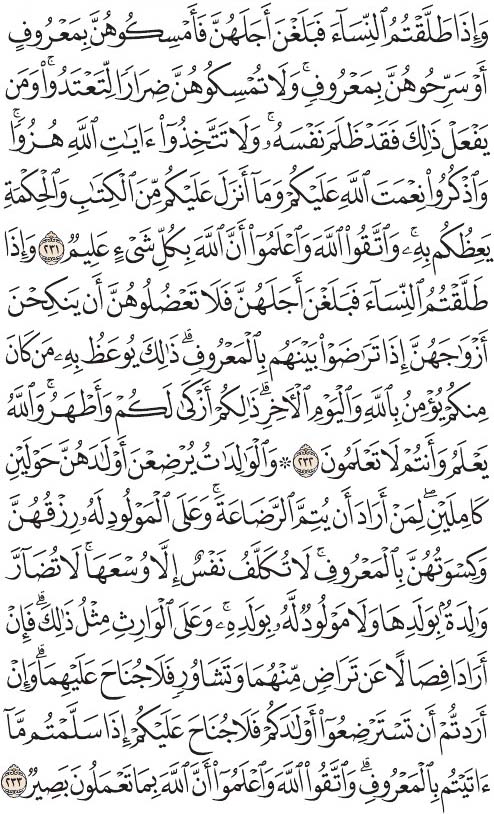 وَإِذَا طَلَّقْتُمُ ٱلنِّسَآءَ فَبَلَغْنَ أَجَلَهُنَّ فَأَمْسِكُوهُنَّ بِمَعْرُوفٍ
أَوْ سَرِّحُوهُنَّ بِمَعْرُوفٍۚ وَلَا تُمْسِكُوهُنَّ ضِرَارًا لِّتَعْتَدُوا۟ۚ وَمَن
يَفْعَلْ ذَٰلِكَ فَقَدْ ظَلَمَ نَفْسَهُۥۚ وَلَا تَتَّخِذُوٓا۟ ءَايَٰتِ ٱللَّهِ هُزُوًاۚ
وَٱذْكُرُوا۟ نِعْمَتَ ٱللَّهِ عَلَيْكُمْ وَمَآ أَنزَلَ عَلَيْكُم مِّنَ ٱلْكِتَٰبِ وَٱلْحِكْمَةِ
يَعِظُكُم بِهِۦۚ وَٱتَّقُوا۟ ٱللَّهَ وَٱعْلَمُوٓا۟ أَنَّ ٱللَّهَ بِكُلِّ شَىْءٍ عَلِيمٌ ٢٣١ وَإِذَا
طَلَّقْتُمُ ٱلنِّسَآءَ فَبَلَغْنَ أَجَلَهُنَّ فَلَا تَعْضُلُوهُنَّ أَن يَنكِحْنَ
أَزْوَٰجَهُنَّ إِذَا تَرَٰضَوْا۟ بَيْنَهُم بِٱلْمَعْرُوفِۗ ذَٰلِكَ يُوعَظُ بِهِۦ مَن كَانَ
مِنكُمْ يُؤْمِنُ بِٱللَّهِ وَٱلْيَوْمِ ٱلْأَخِرِۗ ذَٰلِكُمْ أَزْكَىٰ لَكُمْ وَأَطْهَرُۚ وَٱللَّهُ
يَعْلَمُ وَأَنتُمْ لَا تَعْلَمُونَ ٢٣٢ ۞ وَٱلْوَٰلِدَٰتُ يُرْضِعْنَ أَوْلَٰدَهُنَّ حَوْلَيْنِ
كَامِلَيْنِۖ لِمَنْ أَرَادَ أَن يُتِمَّ ٱلرَّضَاعَةَۚ وَعَلَى ٱلْمَوْلُودِ لَهُۥ رِزْقُهُنَّ
وَكِسْوَتُهُنَّ بِٱلْمَعْرُوفِۚ لَا تُكَلَّفُ نَفْسٌ إِلَّا وُسْعَهَاۚ لَا تُضَآرَّ
وَٰلِدَةٌۢ بِوَلَدِهَا وَلَا مَوْلُودٌ لَّهُۥ بِوَلَدِهِۦۚ وَعَلَى ٱلْوَارِثِ مِثْلُ ذَٰلِكَۗ فَإِنْ
أَرَادَا فِصَالًا عَن تَرَاضٍ مِّنْهُمَا وَتَشَاوُرٍ فَلَا جُنَاحَ عَلَيْهِمَاۗ وَإِنْ
أَرَدتُّمْ أَن تَسْتَرْضِعُوٓا۟ أَوْلَٰدَكُمْ فَلَا جُنَاحَ عَلَيْكُمْ إِذَا سَلَّمْتُم مَّآ
ءَاتَيْتُم بِٱلْمَعْرُوفِۗ وَٱتَّقُوا۟ ٱللَّهَ وَٱعْلَمُوٓا۟ أَنَّ ٱللَّهَ بِمَا تَعْمَلُونَ بَصِيرٌ ٢٣٣